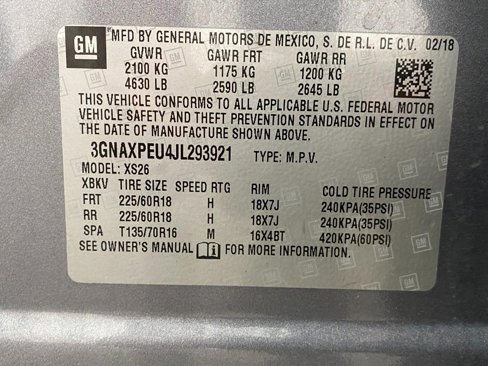 GM MFD BY GENERAL MOTORS DE MEXICO, S. DE R.L. DE C.V. 02/18
GVWR GAWR FRT GAWR RR
2100 KG 1175 KG 1200 KG
4630 LB 2590 LB 2645 LB
THIS VEHICLE CONFORMS TO ALL APPLICABLE U.S. FEDERAL MOTOR
VEHICLE SAFETY AND THEFT PREVENTION STANDARDS
IN EFFECT ON THE DATE OF MANUFACTURE
SHOWN ABOVE.
3GNAXPEU4JL293921 TYPE: M.P.V.
MODEL: XS26
XBKV TIRE SIZE SPEED RTG RIM COLD TIRE PRESSURE
FRT 225/60R18 H 18X7J 240KPA(35PSI)
RR 225/60R18 H 18X7J 240KPA(35PSI)
SPA T135/70R16 M 16X4BT 420KPA(60PSI)
SEE OWNER'S MANUAL FOR MORE INFORMATION.